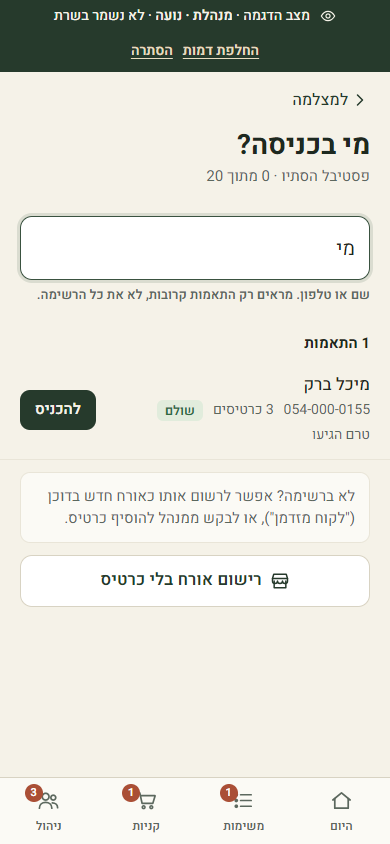 מצב הדגמה · מנהלת · נועה · לא נשמר בשרת
החלפת דמות הסתרה
למצלמה
מי בכניסה?
פסטיבל הסתיו · 0 מתוך 20
מי
שם או טלפון. מראים רק התאמות קרובות, לא את כל הרשימה.
1 התאמות
מיכל ברק
054-000-0155 3 כרטיסים שולם
טרם הגיעו
להכניס
לא ברשימה? אפשר לרשום אותו כאורח חדש בדוכן
("לקוח מזדמן"), או לבקש ממנהל להוסיף כרטיס.
רישום אורח בלי כרטיס
1 1 3
היום משימות קניות ניהול